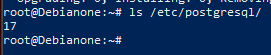 root@Debianone:~# ls /etc/postgresql/
17
root@Debianone:~#